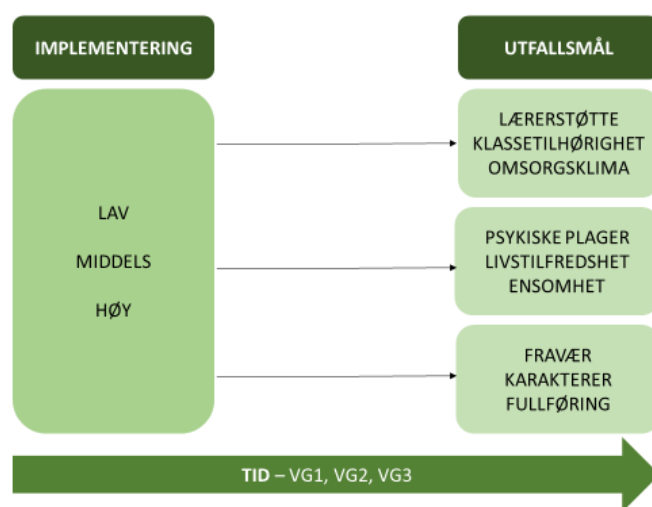 IMPLEMENTERING
UTFALLSMÅL
LAV
MIDDELS
HØY
LÆRERSTØTTE
KLASSETILHØRIGHET
OMSORGSKLIMA
PSYKISKE PLAGER
LIVSTILFREDSHET
ENSOMHET
FRAVÆR
KARAKTERER
FULLFØRING
TID – VG1, VG2, VG3